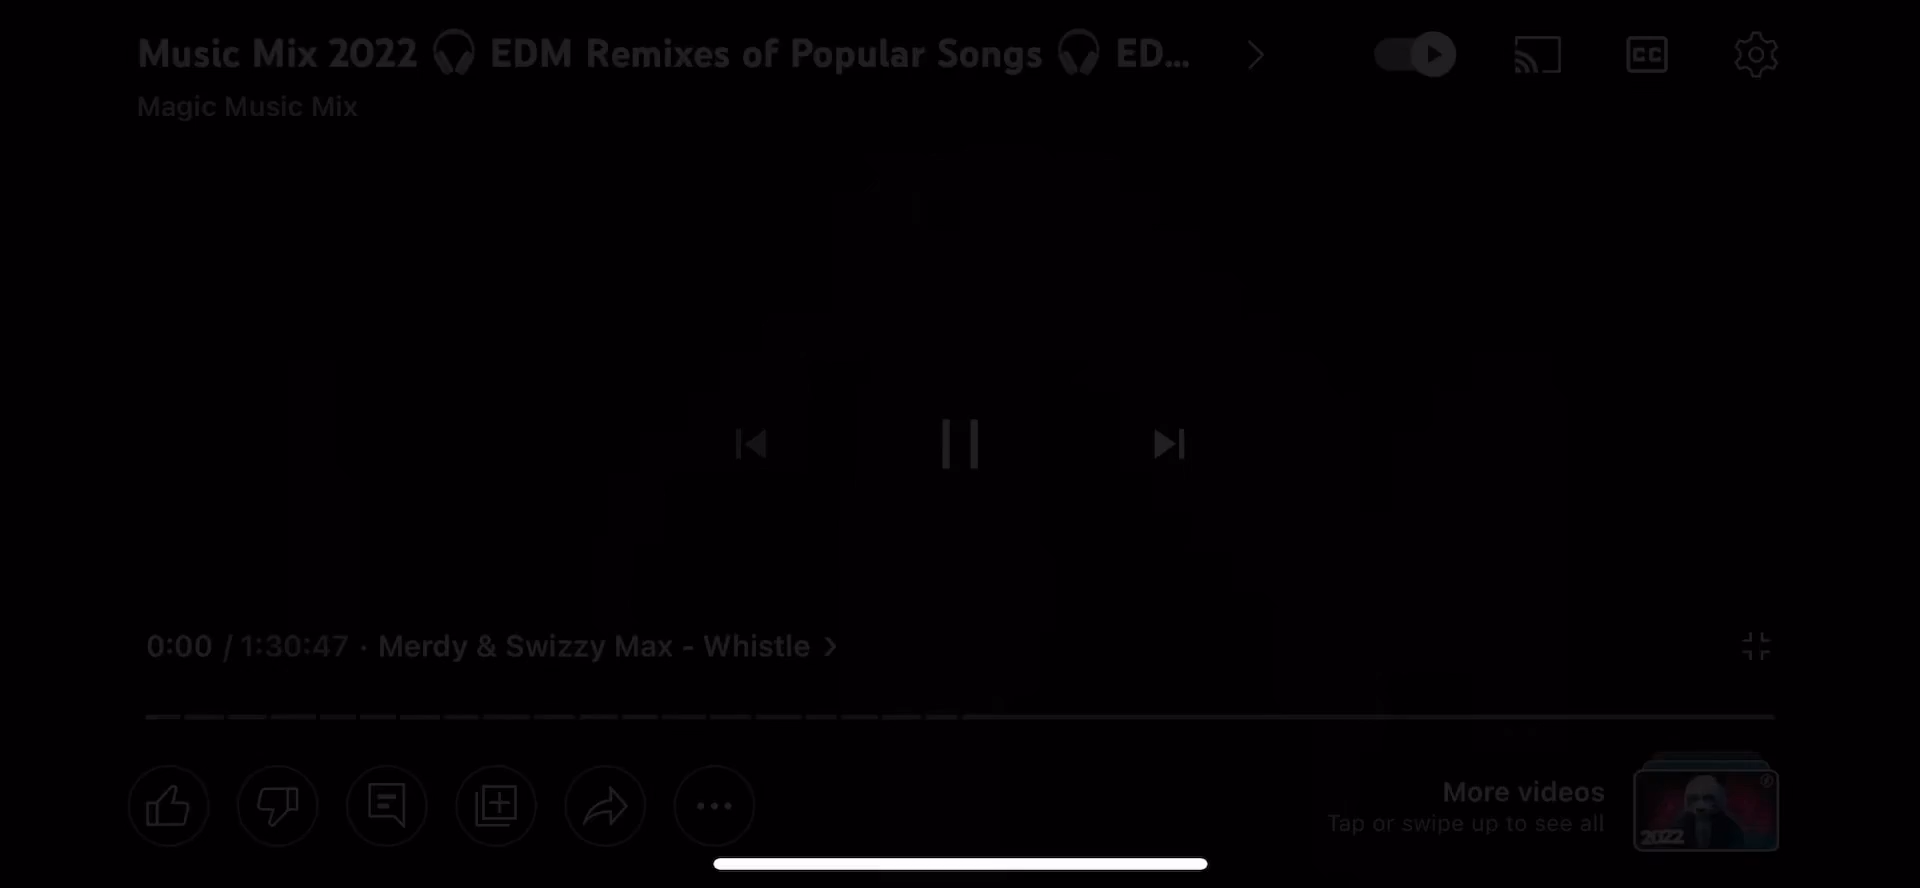 Music Mix 2022 🎧 EDM Remixes of Popular Songs 🎧 ED...
CC
Magic Music Mix
0:00 / 1:30:47 · Merdy & Swizzy Max - Whistle
More videos
Tap or swipe up to see all
2022